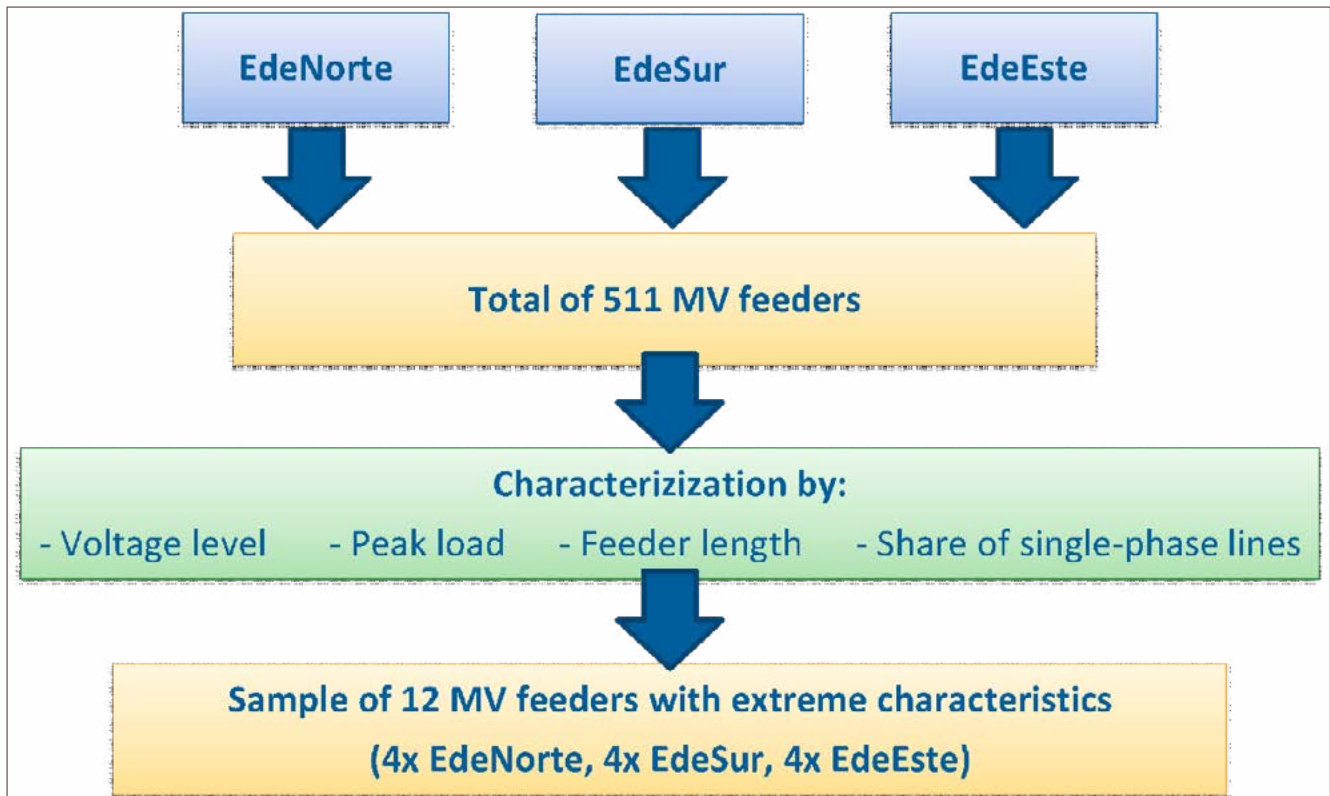 EdeNorte EdeSur EdeEste
Total of 511 MV feeders
Characterizization by:
- Voltage level - Peak load - Feeder length - Share of single-phase lines
Sample of 12 MV feeders with extreme characteristics
(4x EdeNorte, 4x EdeSur, 4x EdeEste)